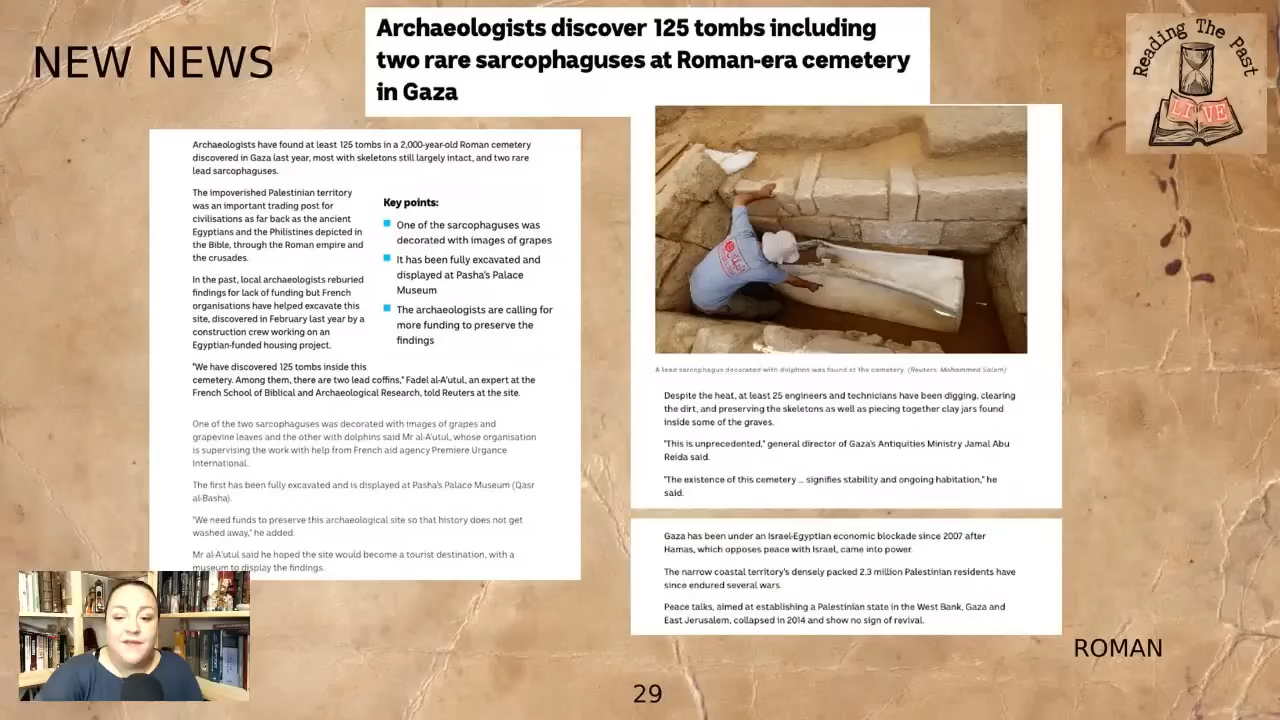 NEW NEWS
Archaeologists discover 125 tombs including
two rare sarcophaguses at Roman-era cemetery
in Gaza
Reading The Past
LIVE
Archaeologists have found at least 125 tombs in a 2,000-year-old Roman cemetery
discovered in Gaza last year, most with skeletons still largely intact, and two rare
lead sarcophaguses.
The impoverished Palestinian territory
was an important trading post for
civilisations as far back as the ancient
Egyptians and the Philistines depicted in
the Bible, through the Roman empire and
the crusades.
In the past, local archaeologists reburied
findings for lack of funding but French
organisations have helped excavate this
site, discovered in February last year by a
construction crew working on an
Egyptian-funded housing project.
Key points:
One of the sarcophaguses was
decorated with images of grapes
It has been fully excavated and
displayed at Pasha's Palace
Museum
The archaeologists are calling for
more funding to preserve the
findings
"We have discovered 125 tombs inside this
cemetery. Among them, there are two lead coffins," Fadel al-A'utul, an expert at the
French School of Biblical and Archaeological Research, told Reuters at the site.
One of the two sarcophaguses was decorated with images of grapes and
grapevine leaves and the other with dolphins said Mr al-A'utul, whose organisation
is supervising the work with help from French aid agency Premiere Urgance
International.
The first has been fully excavated and is displayed at Pasha's Palace Museum (Qasr
al-Basha).
"We need funds to preserve this archaeological site so that history does not get
washed away," he added.
Mr al-A'utul said he hoped the site would become a tourist destination, with a
museum to display the findings.
A lead sarcophagus decorated with dolphins was found at the cemetery. (Reuters: Mohammed Salem)
Despite the heat, at least 25 engineers and technicians have been digging, clearing
the dirt, and preserving the skeletons as well as piecing together clay jars found
inside some of the graves.
"This is unprecedented," general director of Gaza's Antiquities Ministry Jamal Abu
Reida said.
"The existence of this cemetery … signifies stability and ongoing habitation," he
said.
Gaza has been under an Israel-Egyptian economic blockade since 2007 after
Hamas, which opposes peace with Israel, came into power.
The narrow coastal territory's densely packed 2.3 million Palestinian residents have
since endured several wars.
Peace talks, aimed at establishing a Palestinian state in the West Bank, Gaza and
East Jerusalem, collapsed in 2014 and show no sign of revival.
ROMAN
29